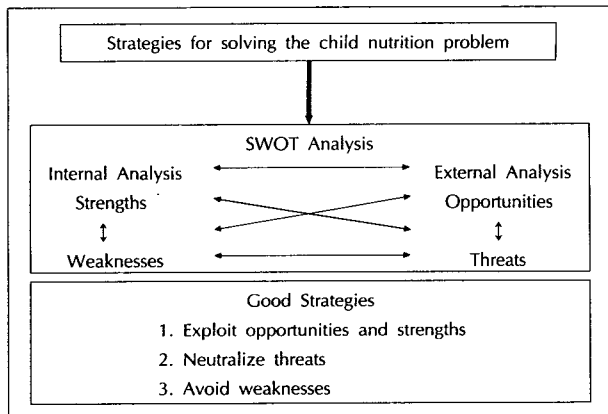 Strategies for solving the child nutrition problem
SWOT Analysis
Internal Analysis External Analysis
Strengths Opportunities
Weaknesses Threats
Good Strategies
1. Exploit opportunities and strengths
2. Neutralize threats
3. Avoid weaknesses